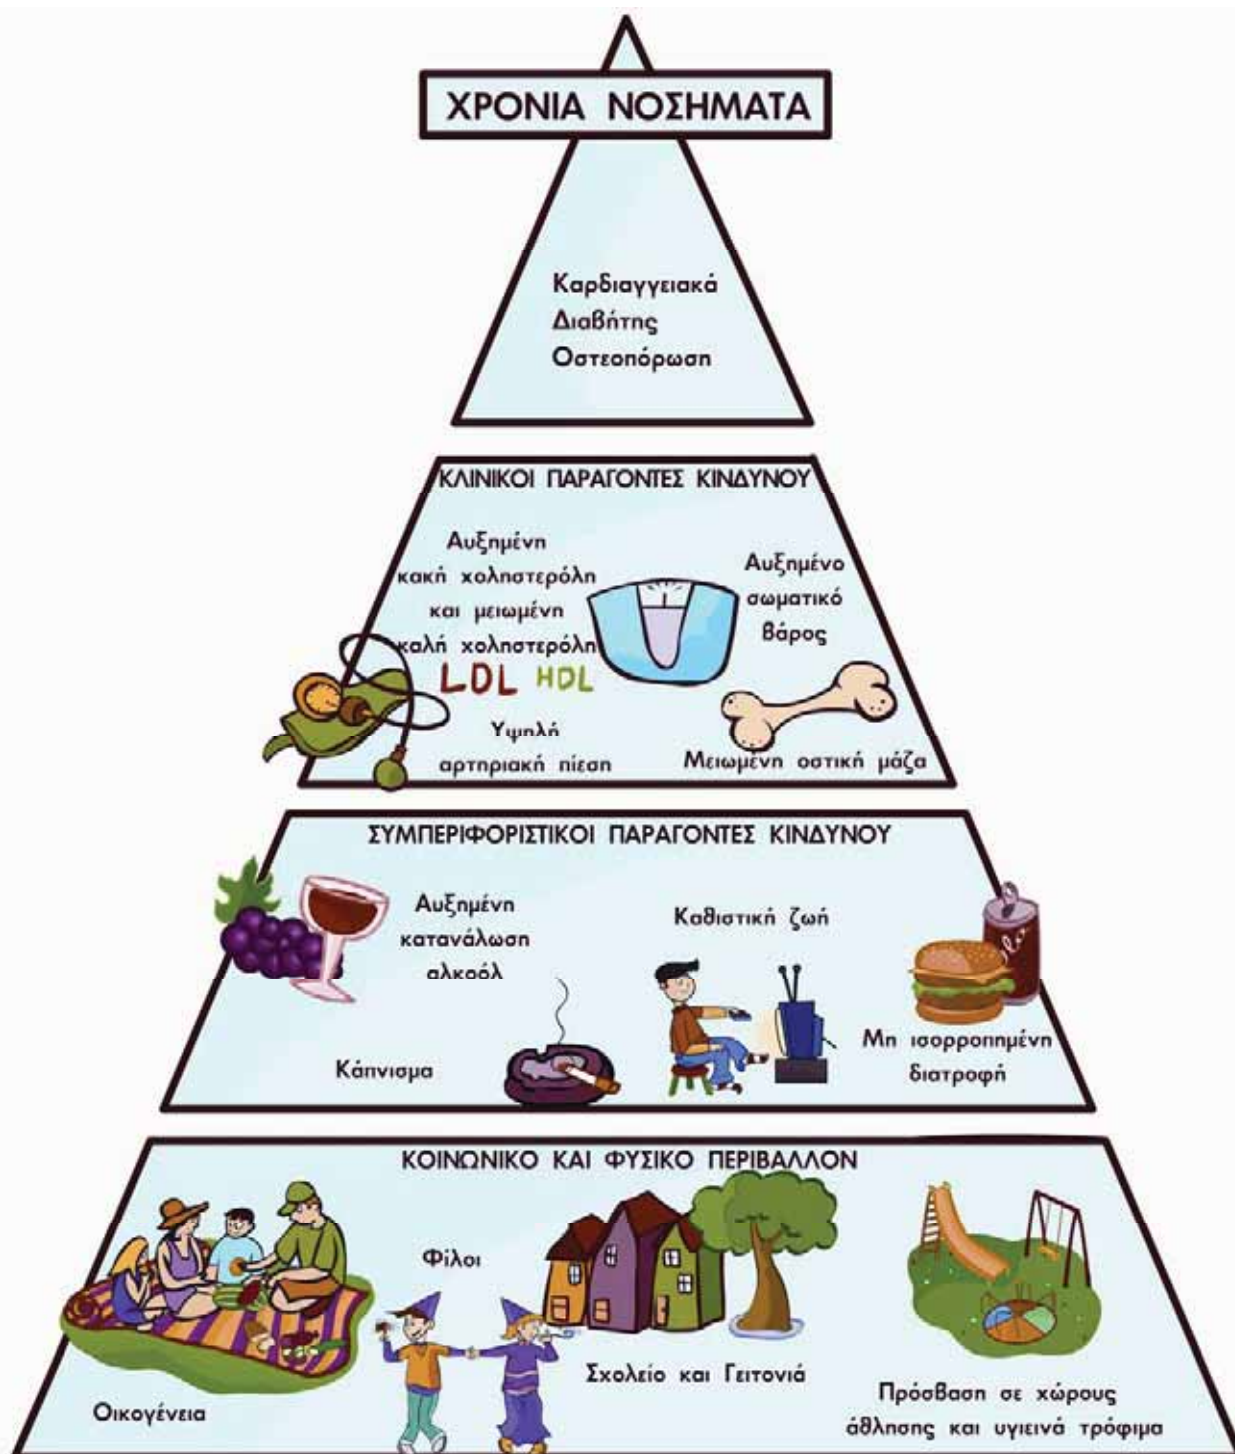 ΧΡΟΝΙΑ ΝΟΣΗΜΑΤΑ
Καρδιαγγειακά
Διαβήτης
Οστεοπόρωση
ΚΛΙΝΙΚΟΙ ΠΑΡΑΓΟΝΤΕΣ ΚΙΝΔΥΝΟΥ
Αυξημένη
κακή χοληστερόλη
και μειωμένη
καλή χοληστερόλη
LDL HDL
Υψηλή
αρτηριακή πίεση
Αυξημένο
σωματικό
βάρος
Μειωμένη οστική μάζα
ΣΥΜΠΕΡΙΦΟΡΙΣΤΙΚΟΙ ΠΑΡΑΓΟΝΤΕΣ ΚΙΝΔΥΝΟΥ
Αυξημένη
κατανάλωση
αλκοόλ
Κάπνισμα
Καθιστική ζωή
Μη ισορροπημένη
διατροφή
ΚΟΙΝΩΝΙΚΟ ΚΑΙ ΦΥΣΙΚΟ ΠΕΡΙΒΑΛΛΟΝ
Οικογένεια
Φίλοι
Σχολείο και Γειτονιά
Πρόσβαση σε χώρους
άθλησης και υγιεινά τρόφιμα